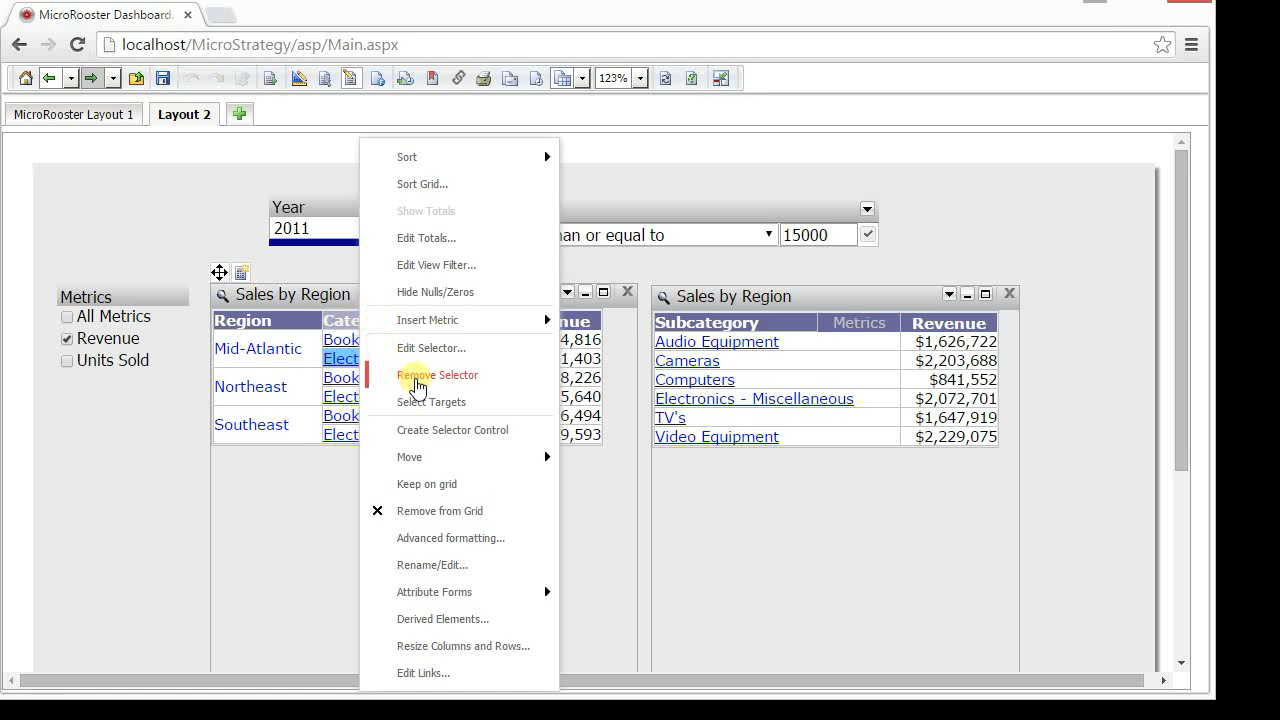 MicroRooster Dashboard.
localhost/MicroStrategy/asp/Main.aspx
123%
MicroRooster Layout 1
Layout 2
Year
2011
an or equal to
15000
Metrics
All Metrics
Revenue
Units Sold
Sales by Region
Region Cate nue
Mid-Atlantic
Book 4,816
Elect 1,403
Northeast
Book 8,226
Elect 5,640
Southeast
Book 6,494
Elect 9,593
Sort
Sort Grid...
Show Totals
Edit Totals...
Edit View Filter...
Hide Nulls/Zeros
Insert Metric
Edit Selector...
Remove Selector
Select Targets
Create Selector Control
Move
Keep on grid
Remove from Grid
Advanced formatting...
Rename/Edit...
Attribute Forms
Derived Elements...
Resize Columns and Rows...
Edit Links...
Sales by Region
Subcategory Metrics Revenue
Audio Equipment $1,626,722
Cameras $2,203,688
Computers $841,552
Electronics - Miscellaneous $2,072,701
TV's $1,647,919
Video Equipment $2,229,075